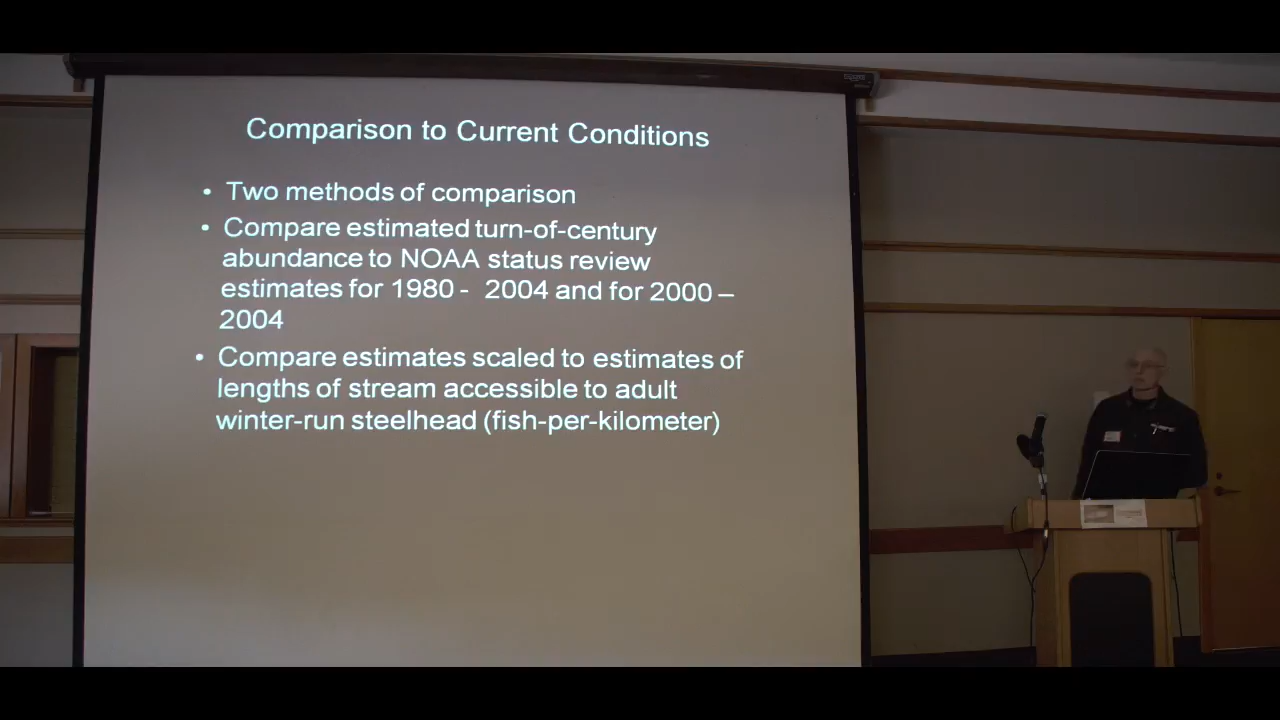 Comparison to Current Conditions
• Two methods of comparison
• Compare estimated turn-of-century
abundance to NOAA status review
estimates for 1980 - 2004 and for 2000 –
2004
• Compare estimates scaled to estimates of
lengths of stream accessible to adult
winter-run steelhead (fish-per-kilometer)